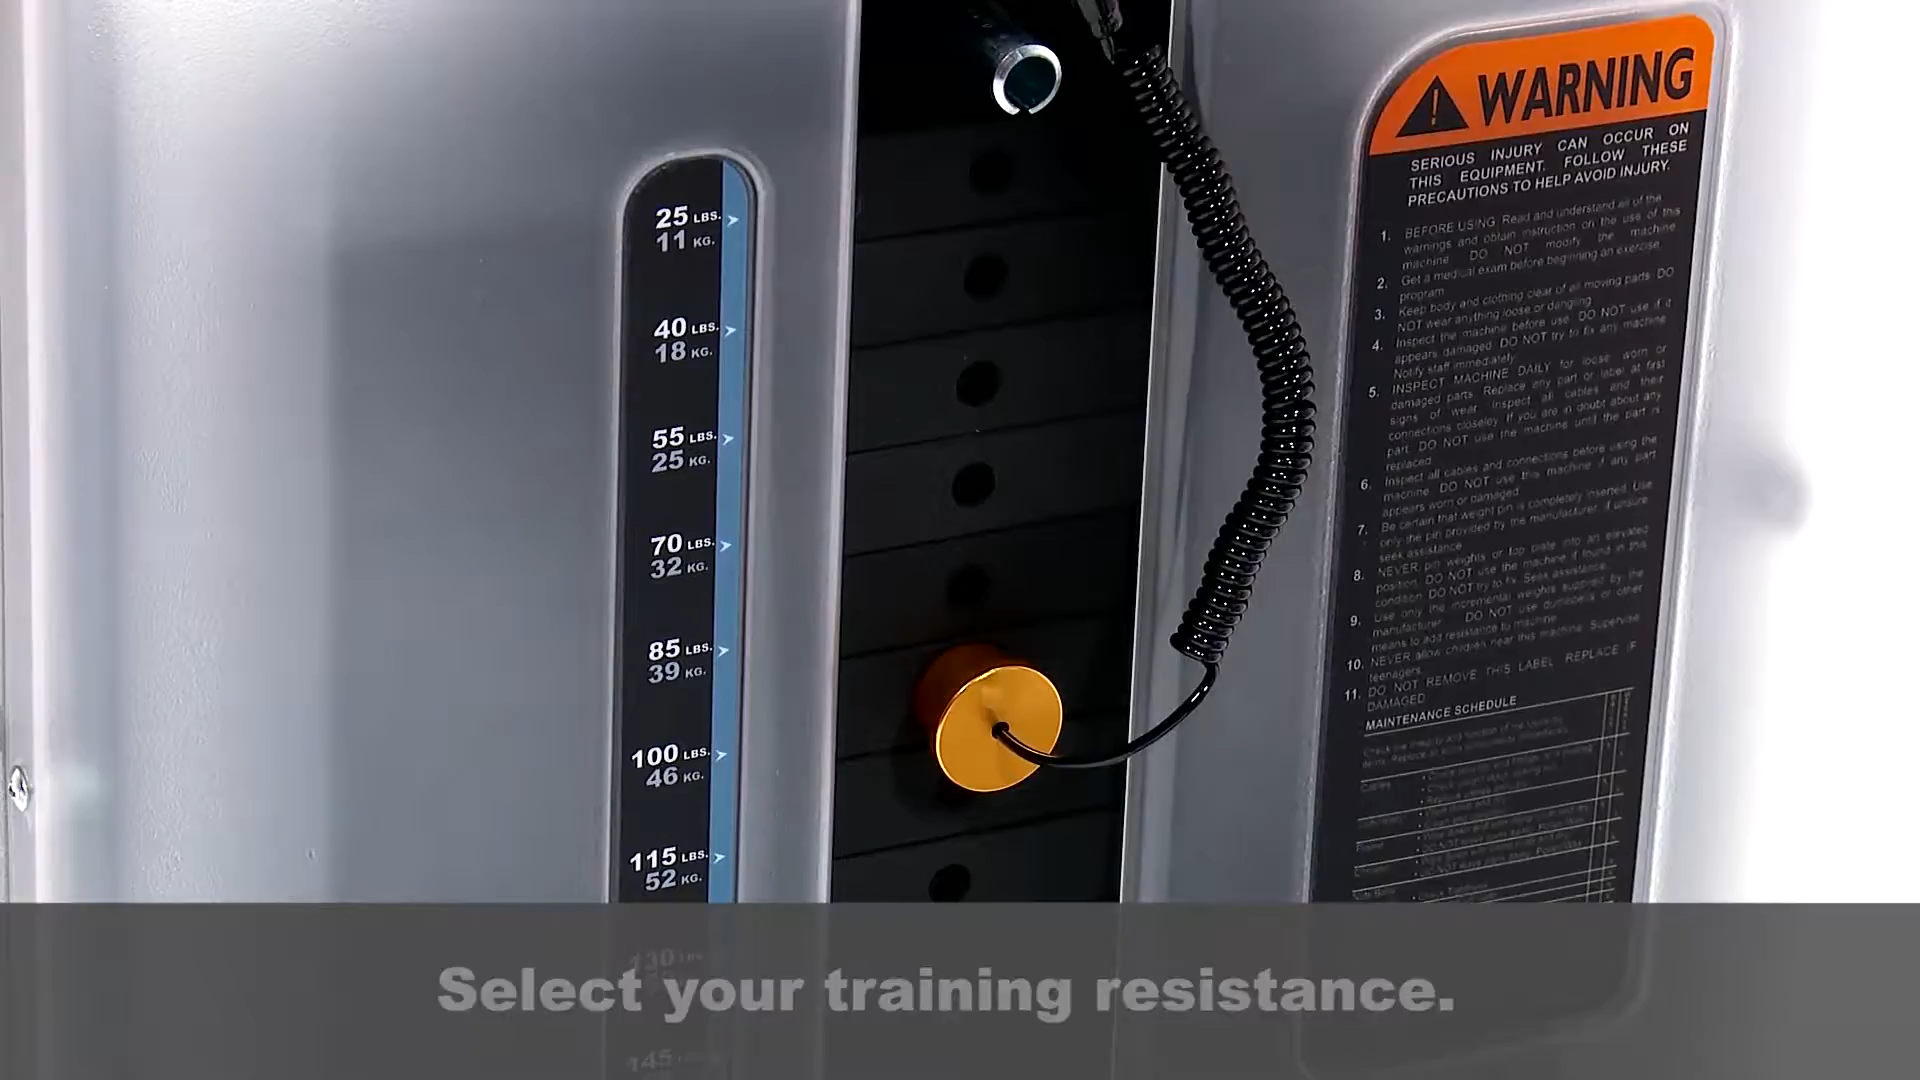 25 LBS.
11 KG.
40 LBS.
18 KG.
55 LBS.
25 KG.
70 LBS.
32 KG.
85 LBS.
39 KG.
100 LBS.
46 KG.
115 LBS.
52 KG.
130
145
WARNING
SERIOUS INJURY CAN OCCUR ON
THIS EQUIPMENT. FOLLOW THESE
PRECAUTIONS TO HELP AVOID INJURY.
1. BEFORE USING. Read and understand all of the
warnings and obtain instruction on the use of this
machine. DO NOT modify the machine.
2. Get a medical exam before beginning an exercise
program.
3. Keep body and clothing clear of all moving parts. DO
NOT wear anything loose or dangling.
4. Inspect the machine before use. DO NOT use if it
appears damaged. DO NOT try to fix any machine.
Notify staff immediately.
5. INSPECT MACHINE DAILY for loose, worn or
damaged parts. Replace any part or label at first
signs of wear. Inspect all cables and their
connections closeley. If you are in doubt about any
part, DO NOT use the machine until the part is
replaced.
6. Inspect all cables and connections before using the
machine. DO NOT use this machine if any part
appears worn or damaged.
7. Be certain that weight pin is completely inserted. Use
only the pin provided by the manufacturer, if unsure
seek assistance.
8. NEVER pin weights or top plate into an elevated
position. DO NOT use the machine if found in this
condition. DO NOT try to fix. Seek assistance.
9. Use only the incremental weights supplied by the
manufacturer. DO NOT use dumbbells or other
means to add resistance to machine.
10. NEVER allow children near this machine. Supervise
teenagers.
11. DO NOT REMOVE THIS LABEL. REPLACE IF
DAMAGED.
MAINTENANCE SCHEDULE
Cables
Frame
Select your training resistance.